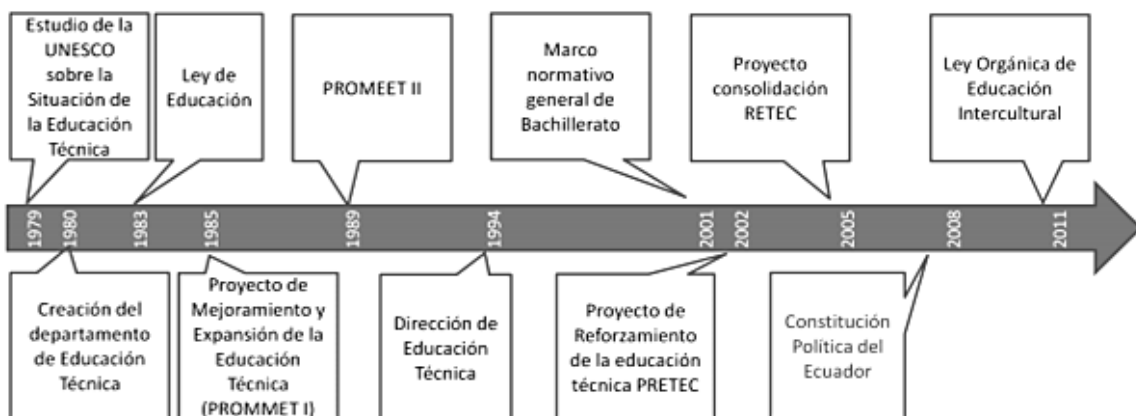 Estudio de la
UNESCO
sobre la
Situación de
la Educación
Técnica
Ley de
Educación
PROMEET II
Marco
normativo
general de
Bachillerato
Proyecto
consolidación
RETEC
Ley Orgánica de
Educación
Intercultural
1979
1980
1983
1985
1989
1994
2001
2002
2005
2008
2011
Creación del
departamento
de Educación
Técnica
Proyecto de
Mejoramiento y
Expansión de la
Educación
Técnica
(PROMMET I)
Dirección de
Educación
Técnica
Proyecto de
Reforzamiento
de la educación
técnica PRETEC
Constitución
Política del
Ecuador